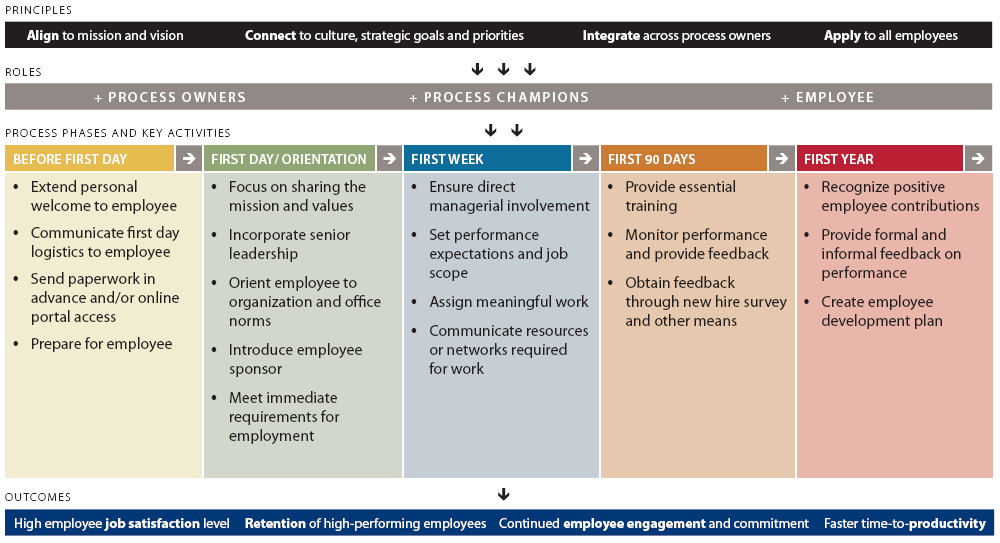 PRINCIPLES
Align to mission and vision
Connect to culture, strategic goals and priorities
Integrate across process owners
Apply to all employees
ROLES
+ PROCESS OWNERS
+ PROCESS CHAMPIONS
+ EMPLOYEE
PROCESS PHASES AND KEY ACTIVITIES
BEFORE FIRST DAY
• Extend personal
welcome to employee
• Communicate first day
logistics to employee
• Send paperwork in
advance and/or online
portal access
• Prepare for employee
FIRST DAY/ ORIENTATION
• Focus on sharing the
mission and values
• Incorporate senior
leadership
• Orient employee to
organization and office
norms
• Introduce employee
sponsor
• Meet immediate
requirements for
employment
FIRST WEEK
• Ensure direct
managerial involvement
• Set performance
expectations and job
scope
• Assign meaningful work
• Communicate resources
or networks required
for work
FIRST 90 DAYS
• Provide essential
training
• Monitor performance
and provide feedback
• Obtain feedback
through new hire survey
and other means
FIRST YEAR
• Recognize positive
employee contributions
• Provide formal and
informal feedback on
performance
• Create employee
development plan
OUTCOMES
High employee job satisfaction level
Retention of high-performing employees
Continued employee engagement and commitment
Faster time-to-productivity